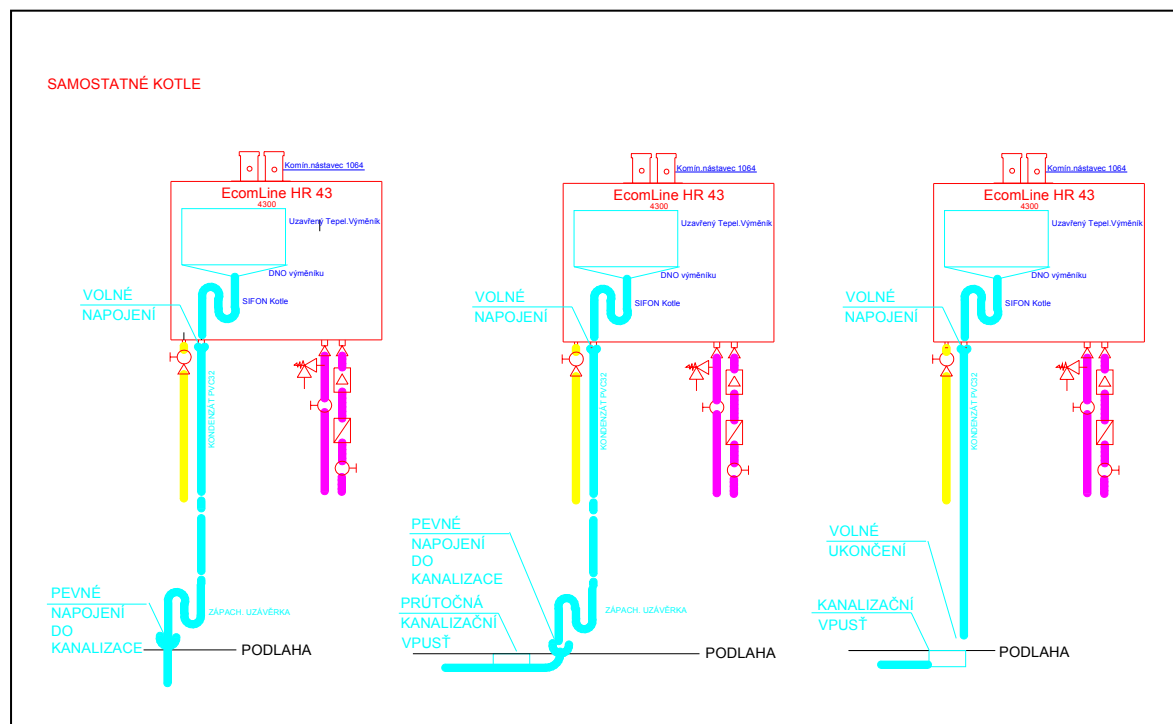 SAMOSTATNÉ KOTLE
Komín.nástavec 1064
EcomLine HR 43
4300
Uzavřený Tepel.Výměník
DNO výměníku
SIFON Kotle
VOLNÉ
NAPOJENÍ
KONDENZÁT PVC32
PEVNÉ
NAPOJENÍ
DO
KANALIZACE
ZÁPACH. UZÁVĚRKA
PODLAHA
Komín.nástavec 1064
EcomLine HR 43
4300
Uzavřený Tepel.Výměník
DNO výměníku
SIFON Kotle
VOLNÉ
NAPOJENÍ
KONDENZÁT PVC32
PEVNÉ
NAPOJENÍ
DO
KANALIZACE
PRŮTOČNÁ
KANALIZAČNÍ
VPUSŤ
ZÁPACH. UZÁVĚRKA
PODLAHA
Komín.nástavec 1064
EcomLine HR 43
4300
Uzavřený Tepel.Výměník
DNO výměníku
SIFON Kotle
VOLNÉ
NAPOJENÍ
KONDENZÁT PVC32
VOLNÉ
UKONČENÍ
KANALIZAČNÍ
VPUSŤ
PODLAHA